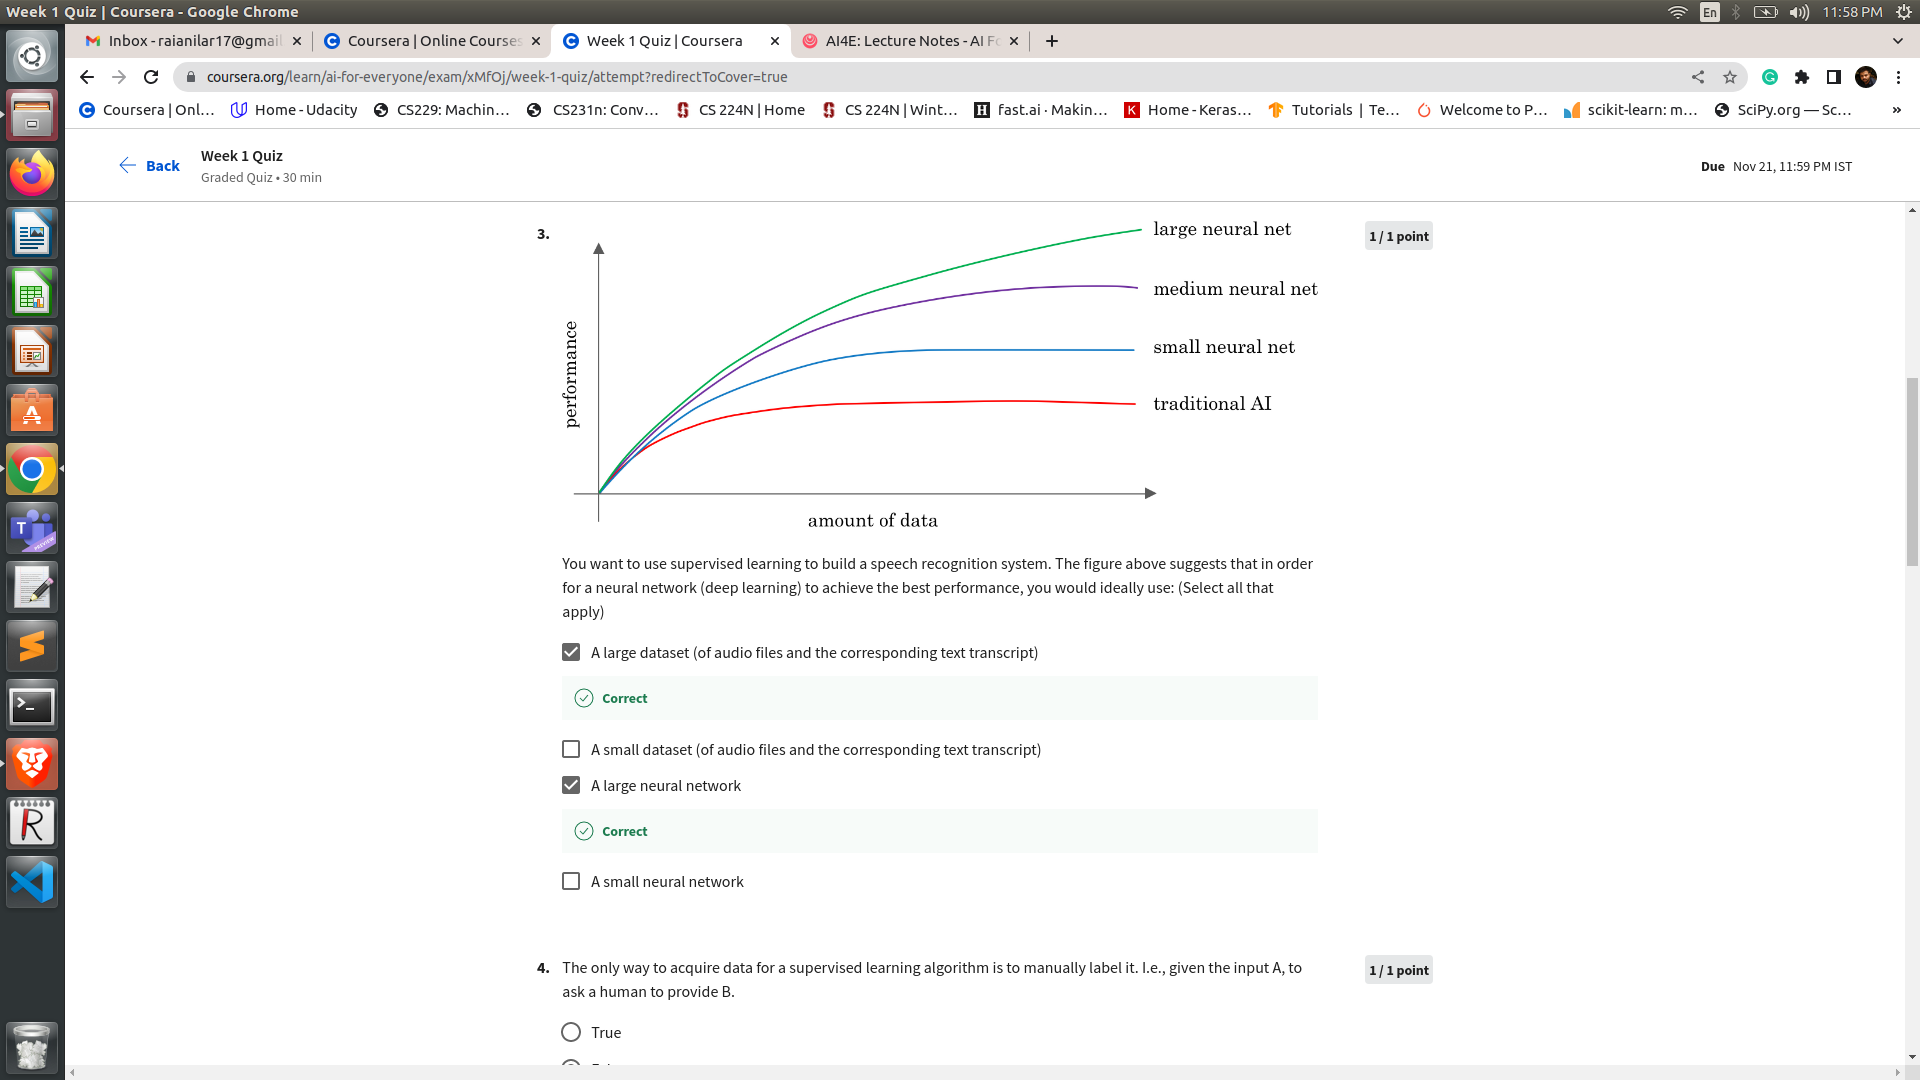 Week 1 Quiz | Coursera - Google Chrome
En
11:58 PM
Inbox - raianilar17@gmail
Coursera | Online Courses
Week 1 Quiz | Coursera
AI4E: Lecture Notes - AI Fo
coursera.org/learn/ai-for-everyone/exam/xMfOj/week-1-quiz/attempt?redirectToCover=true
Coursera | Onl...
Home - Udacity
CS229: Machin...
CS231n: Conv...
CS 224N | Home
CS 224N | Wint...
H
fast.ai · Makin...
K
Home - Keras...
Tutorials | Te...
Welcome to P...
scikit-learn: m...
SciPy.org — Sc...
»
Back
Week 1 Quiz
Graded Quiz • 30 min
Due Nov 21, 11:59 PM IST
3.
1 / 1 point
large neural net
medium neural net
small neural net
traditional AI
performance
amount of data
You want to use supervised learning to build a speech recognition system. The figure above suggests that in order
for a neural network (deep learning) to achieve the best performance, you would ideally use: (Select all that
apply)
A large dataset (of audio files and the corresponding text transcript)
Correct
A small dataset (of audio files and the corresponding text transcript)
A large neural network
Correct
A small neural network
4. The only way to acquire data for a supervised learning algorithm is to manually label it. I.e., given the input A, to
ask a human to provide B.
1 / 1 point
True